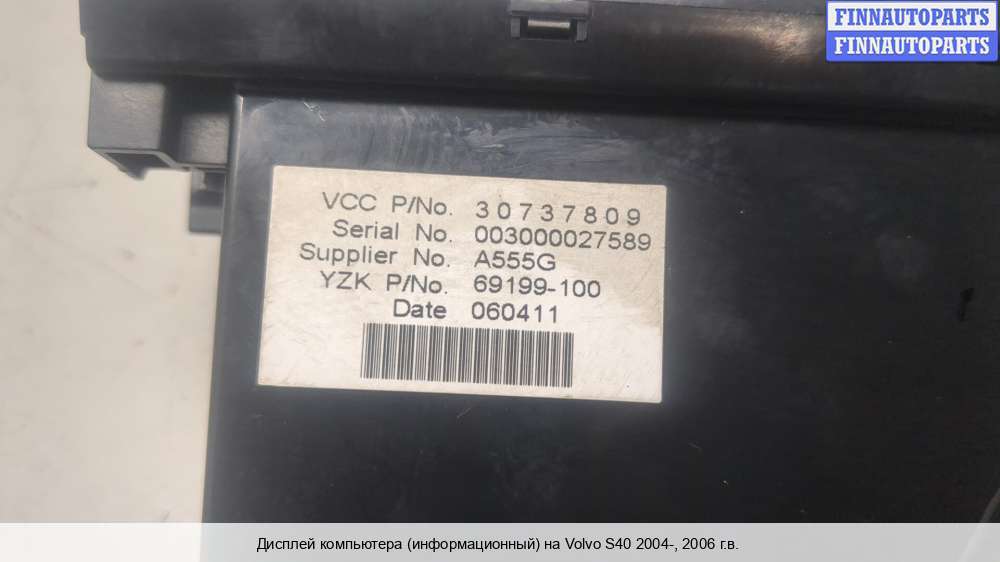 FINNAUTOPARTS
FINNAUTOPARTS
VCC P/No. 30737809
Serial No. 003000027589
Supplier No. A555G
YZK P/No. 69199-100
Date 060411
Дисплей компьютера (информационный) на Volvo S40 2004-, 2006 г.в.